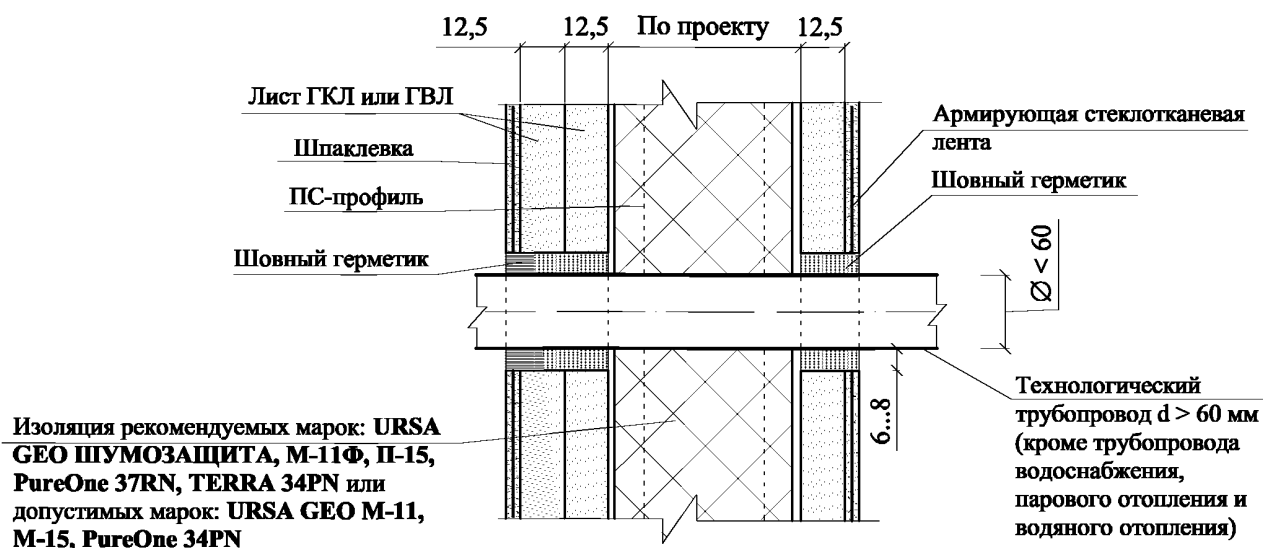 12,5 12,5 По проекту 12,5
Лист ГКЛ или ГВЛ
Шпаклевка
ПС-профиль
Шовный герметик
Армирующая стеклотканевая
лента
Шовный герметик
Ø < 60
6...8
Изоляция рекомендуемых марок: URSA
GEO ШУМОЗАЩИТА, М-11Ф, П-15,
PureOne 37RN, TERRA 34PN или
допустимых марок: URSA GEO М-11,
М-15, PureOne 34PN
Технологический
трубопровод d > 60 мм
(кроме трубопровода
водоснабжения,
парового отопления и
водяного отопления)